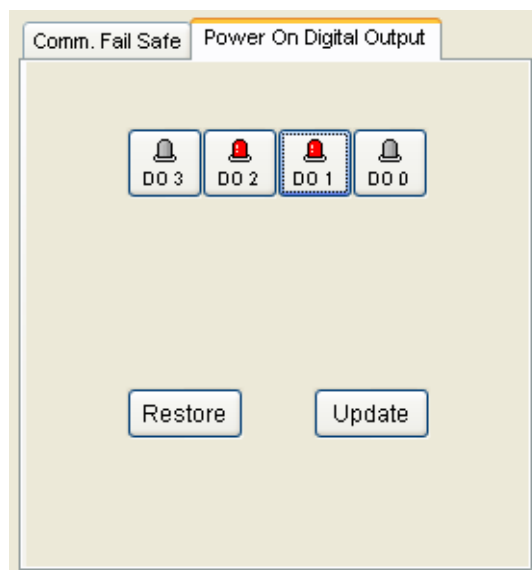 Comm. Fail Safe Power On Digital Output
DO 3 DO 2 DO 1 DO 0
Restore Update